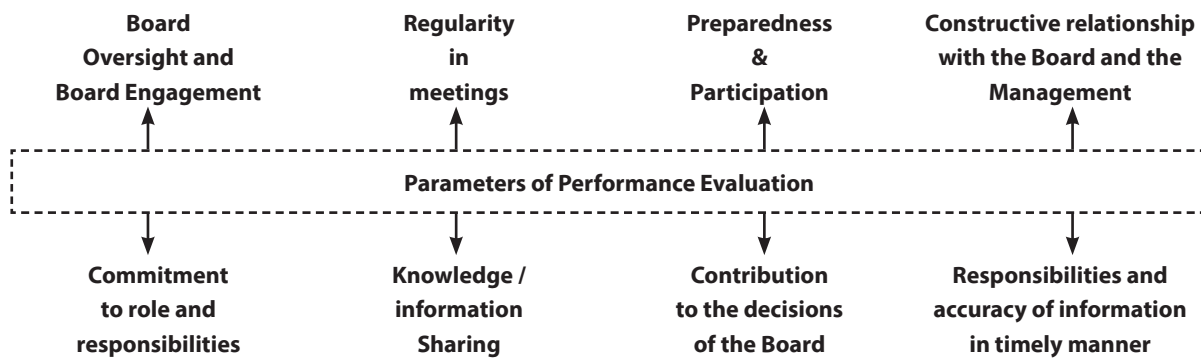 Board
Oversight and
Board Engagement
Regularity
in
meetings
Preparedness
&
Participation
Constructive relationship
with the Board and the
Management
Parameters of Performance Evaluation
Commitment
to role and
responsibilities
Knowledge /
information
Sharing
Contribution
to the decisions
of the Board
Responsibilities and
accuracy of information
in timely manner